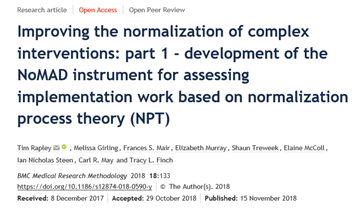 Research article | Open Access | Open Peer Review
Improving the normalization of complex
interventions: part 1 - development of the
NoMAD instrument for assessing
implementation work based on normalization
process theory (NPT)
Tim Rapley, Melissa Girling, Frances S. Mair, Elizabeth Murray, Shaun Treweek, Elaine McColl,
Ian Nicholas Steen, Carl R. May and Tracy L. Finch
BMC Medical Research Methodology 2018 18:133
https://doi.org/10.1186/s12874-018-0590-y | © The Author(s). 2018
Received: 8 December 2017 | Accepted: 29 October 2018 | Published: 15 November 2018